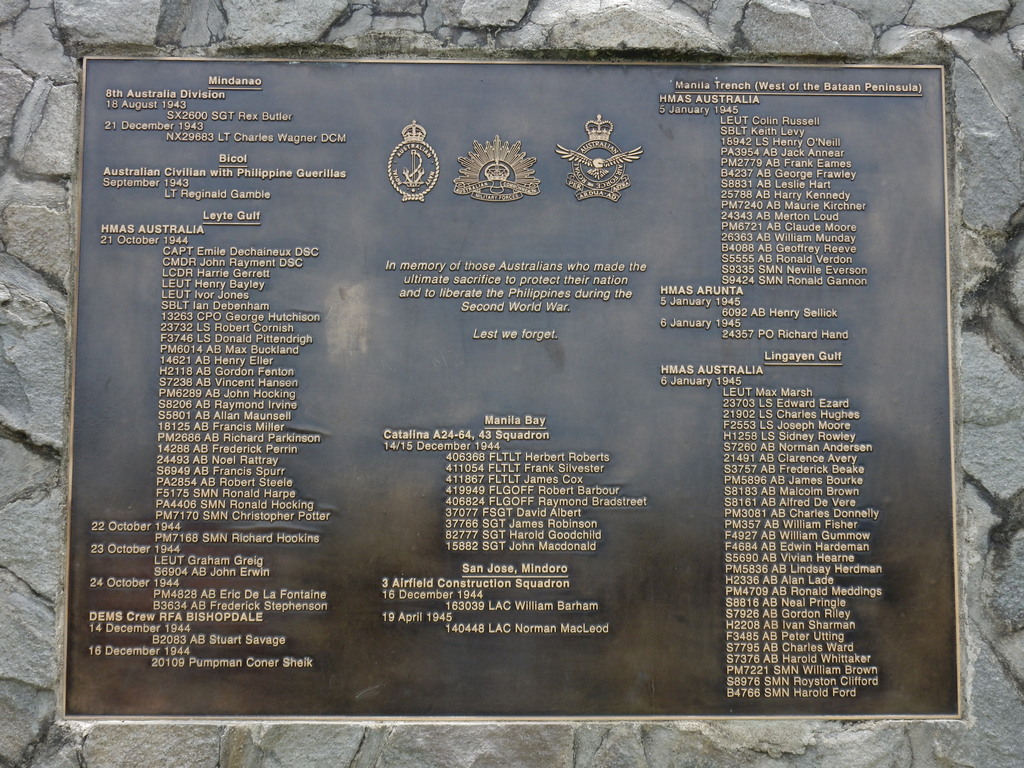 Mindanao
8th Australia Division
18 August 1943
SX2600 SGT Rex Butler
21 December 1943
NX29683 LT Charles Wagner DCM
Bicol
Australian Civilian with Philippine Guerillas
September 1943
LT Reginald Gamble
Leyte Gulf
HMAS AUSTRALIA
21 October 1944
CAPT Emile Dechaineux DSC
CMDR John Rayment DSC
LCDR Harrie Gerrett
LEUT Henry Bayley
LEUT Ivor Jones
SBLT Ian Debenham
13263 CPO George Hutchison
23732 LS Robert Cornish
F3746 LS Donald Pittendrigh
PM6014 AB Max Buckland
14621 AB Henry Eller
H2118 AB Gordon Fenton
S7238 AB Vincent Hansen
PM6289 AB John Hocking
S8206 AB Raymond Irvine
S5801 AB Allan Maunsell
18125 AB Francis Miller
PM2686 AB Richard Parkinson
14288 AB Frederick Perrin
24493 AB Noel Rattray
S6949 AB Francis Spurr
PA2854 AB Robert Steele
F5175 SMN Ronald Harpe
PA4406 SMN Ronald Hocking
PM7170 SMN Christopher Potter
22 October 1944
PM7168 SMN Richard Hookins
23 October 1944
LEUT Graham Greig
S6904 AB John Erwin
24 October 1944
PM4828 AB Eric De La Fontaine
B3634 AB Frederick Stephenson
DEMS Crew RFA BISHOPDALE
14 December 1944
B2083 AB Stuart Savage
16 December 1944
20109 Pumpman Coner Sheik
AUSTRALIAN
MILITARY FORCES
In memory of those Australians who made the
ultimate sacrifice to protect their nation
and to liberate the Philippines during the
Second World War.
Lest we forget.
Manila Bay
Catalina A24-64, 43 Squadron
14/15 December 1944
406368 FLTLT Herbert Roberts
411054 FLTLT Frank Silvester
411867 FLTLT James Cox
419949 FLGOFF Robert Barbour
406824 FLGOFF Raymond Bradstreet
37077 FSGT David Albert
37766 SGT James Robinson
82777 SGT Harold Goodchild
15882 SGT John Macdonald
San Jose, Mindoro
3 Airfield Construction Squadron
16 December 1944
163039 LAC William Barham
19 April 1945
140448 LAC Norman MacLeod
Manila Trench (West of the Bataan Peninsula)
HMAS AUSTRALIA
5 January 1945
LEUT Colin Russell
SBLT Keith Levy
18942 LS Henry O'Neill
PA3954 AB Jack Annear
PM2779 AB Frank Eames
B4237 AB George Frawley
S8831 AB Leslie Hart
25788 AB Harry Kennedy
PM7240 AB Maurie Kirchner
24343 AB Merton Loud
PM6721 AB Claude Moore
26363 AB William Munday
B4088 AB Geoffrey Reeve
S5555 AB Ronald Verdon
S9335 SMN Neville Everson
S9424 SMN Ronald Gannon
HMAS ARUNTA
5 January 1945
6092 AB Henry Sellick
6 January 1945
24357 PO Richard Hand
Lingayen Gulf
HMAS AUSTRALIA
6 January 1945
LEUT Max Marsh
23703 LS Edward Ezard
21902 LS Charles Hughes
F2553 LS Joseph Moore
H1258 LS Sidney Rowley
S7260 AB Norman Andersen
21491 AB Clarence Avery
S3757 AB Frederick Beake
PM5896 AB James Bourke
S8183 AB Malcolm Brown
S8161 AB Alfred De Vere
PM3081 AB Charles Donnelly
PM357 AB William Fisher
F4927 AB William Gummow
F4684 AB Edwin Hardeman
S5690 AB Vivian Hearne
PM5836 AB Lindsay Herdman
H2336 AB Alan Lade
PM4709 AB Ronald Meddings
S8816 AB Neal Pringle
S7926 AB Gordon Riley
H2208 AB Ivan Sharman
F3485 AB Peter Utting
S7795 AB Charles Ward
S7376 AB Harold Whittaker
PM7221 SMN William Brown
S8976 SMN Royston Clifford
B4766 SMN Harold Ford